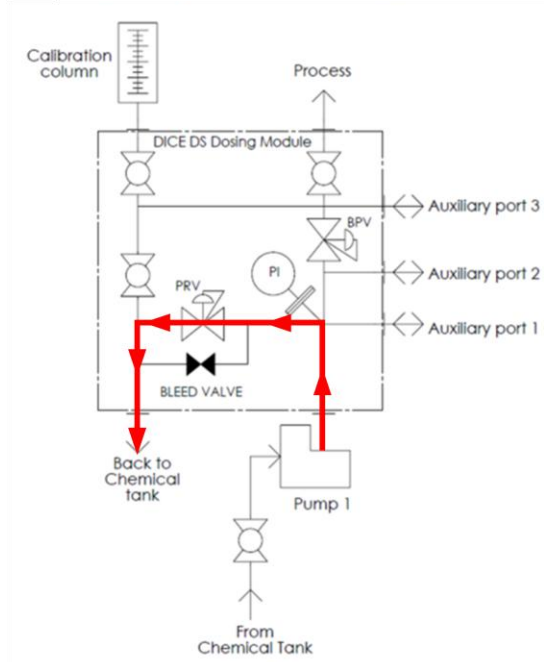 Calibration
column
Process
DICE DS Dosing Module
Auxiliary port 3
BPV
PI
Auxiliary port 2
PRV
Auxiliary port 1
BLEED VALVE
Back to
Chemical
tank
Pump 1
From
Chemical Tank